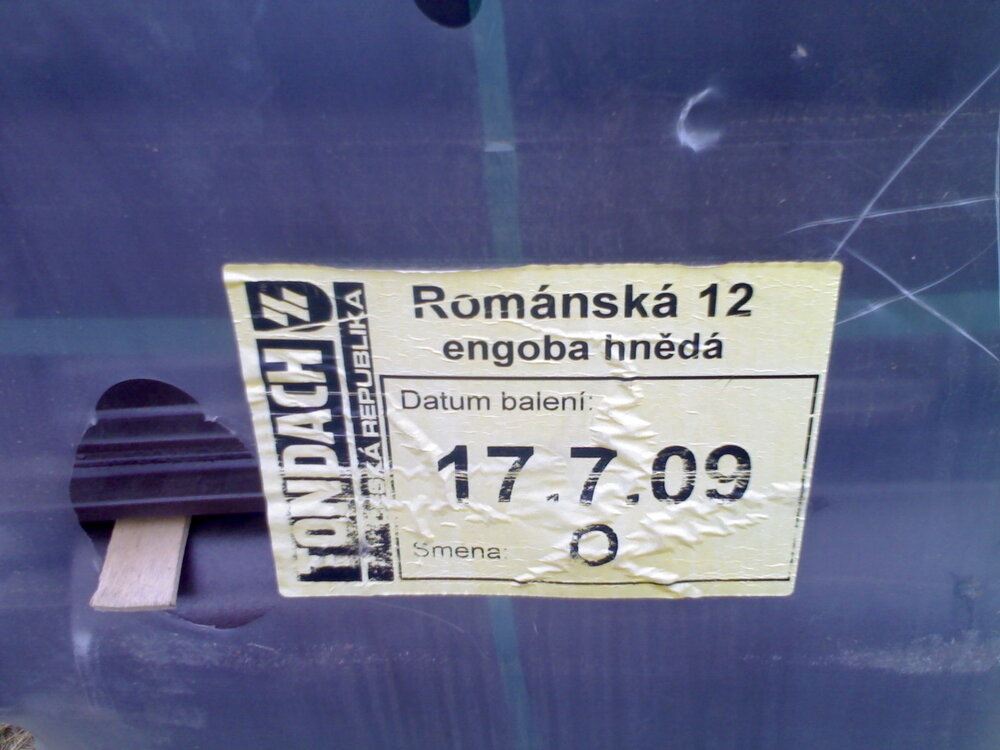 TONDACH
ČESKÁ REPUBLIKA
Románská 12
engoba hnědá
Datum balení:
17.7.09
Smena: O